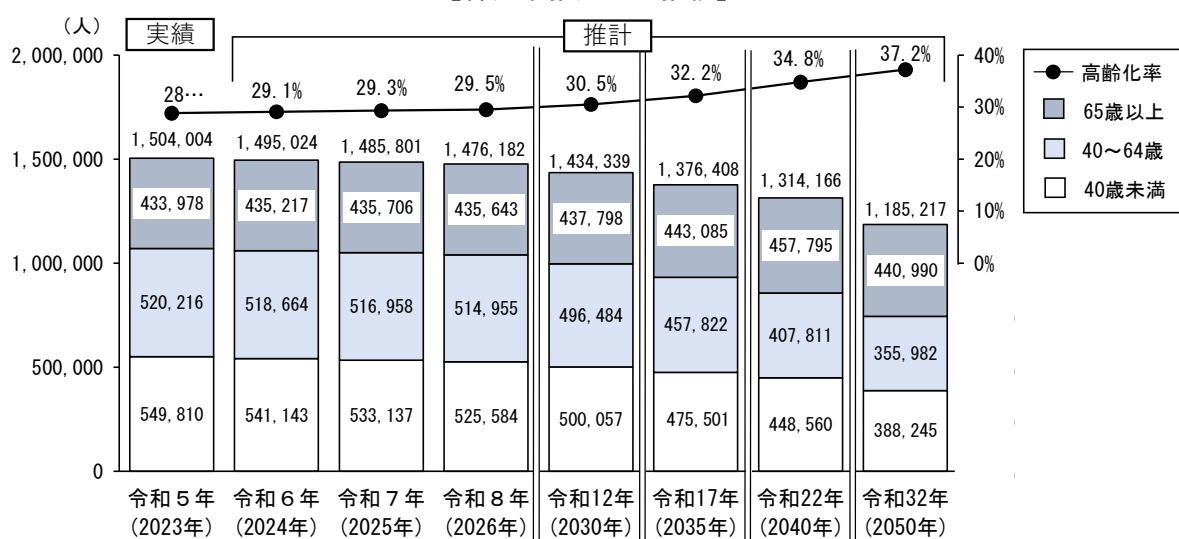 （人）
実績
推計
2,000,000
1,500,000
1,000,000
500,000
0
40%
30%
20%
10%
0%
28…
29.1%
29.3%
29.5%
30.5%
32.2%
34.8%
37.2%
1,504,004
1,495,024
1,485,801
1,476,182
1,434,339
1,376,408
1,314,166
1,185,217
433,978
435,217
435,706
435,643
437,798
443,085
457,795
440,990
520,216
518,664
516,958
514,955
496,484
457,822
407,811
355,982
549,810
541,143
533,137
525,584
500,057
475,501
448,560
388,245
令和５年
（2023年）
令和６年
（2024年）
令和７年
（2025年）
令和８年
（2026年）
令和12年
（2030年）
令和17年
（2035年）
令和22年
（2040年）
令和32年
（2050年）
高齢化率
65歳以上
40～64歳
40歳未満